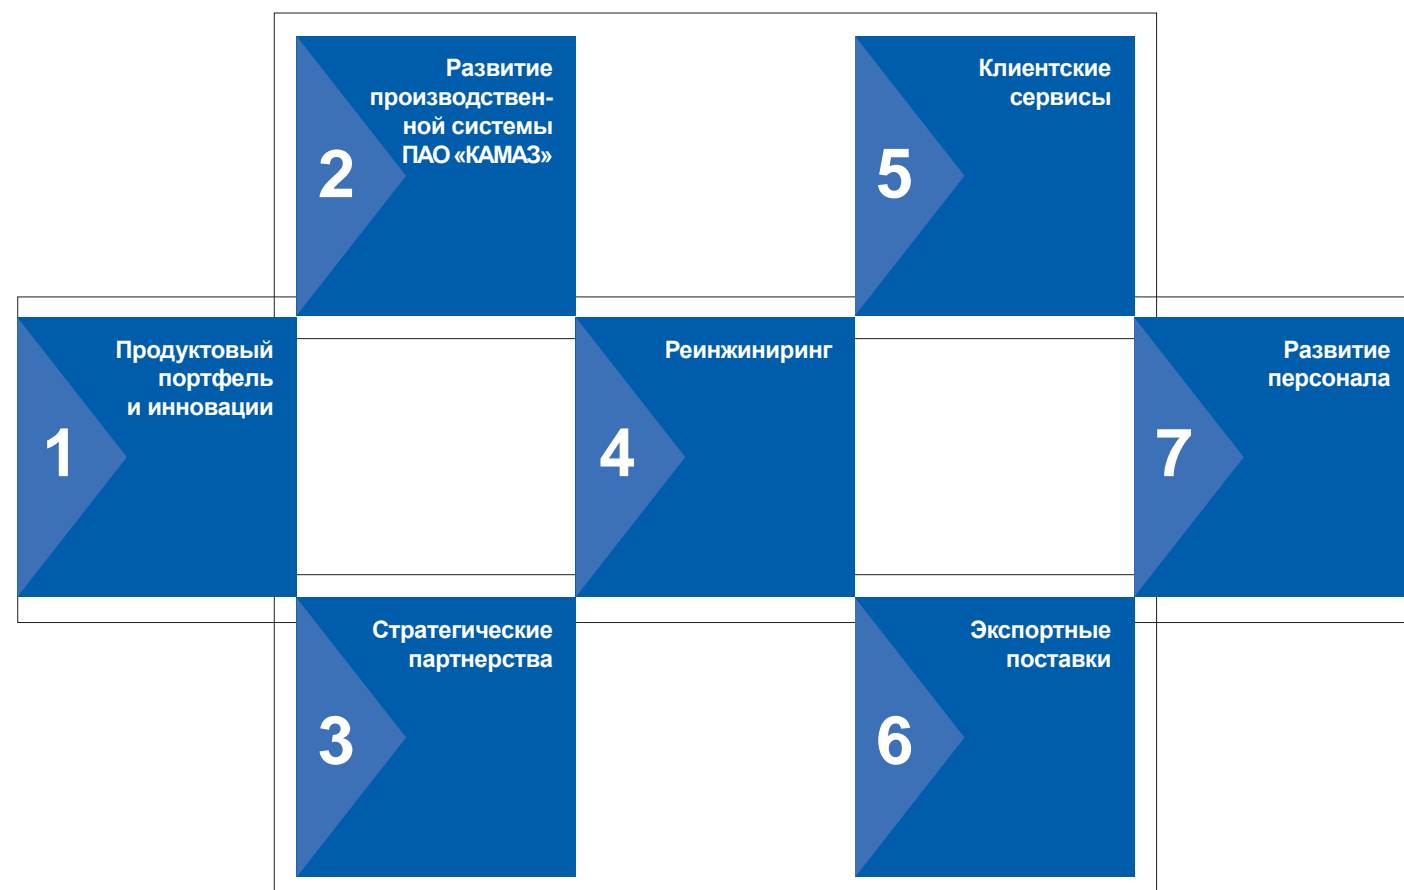 1
Продуктовый
портфель
и инновации
2
Развитие
производствен-
ной системы
ПАО «КАМАЗ»
3
Стратегические
партнерства
4
Реинжиниринг
5
Клиентские
сервисы
6
Экспортные
поставки
7
Развитие
персонала